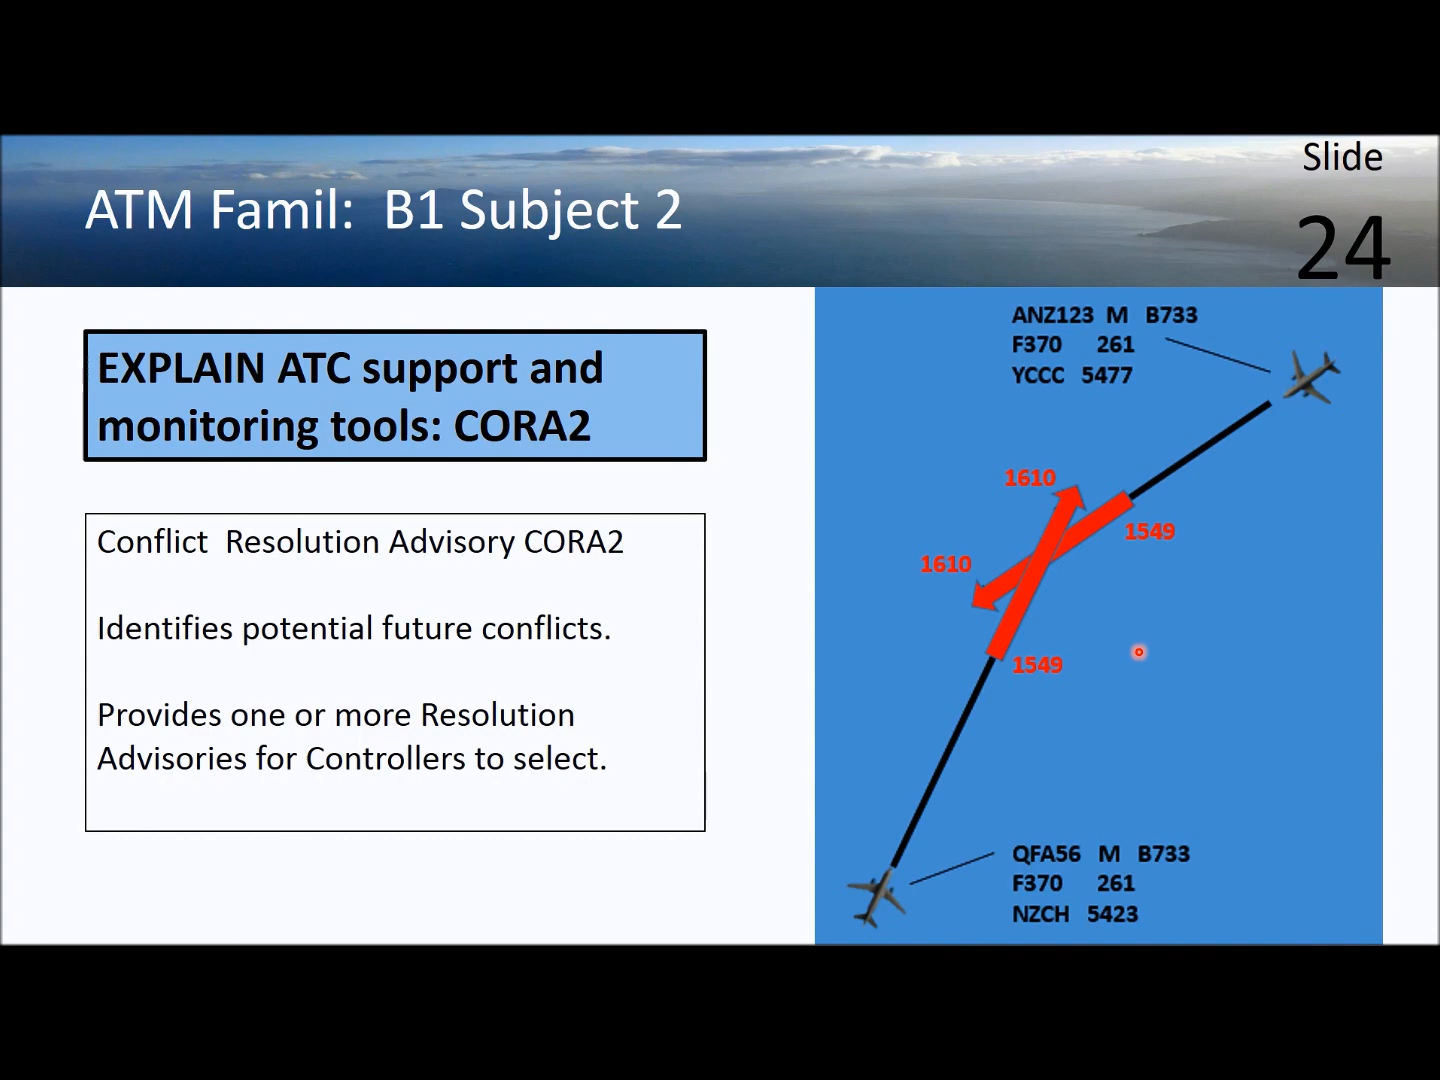 Slide
ATM Famil:  B1 Subject 2
24
EXPLAIN ATC support and
monitoring tools: CORA2
Conflict  Resolution Advisory CORA2
Identifies potential future conflicts.
Provides one or more Resolution
Advisories for Controllers to select.
ANZ123  M  B733
F370  261
YCCC  5477
1610
1549
1610
1549
QFA56  M  B733
F370  261
NZCH  5423